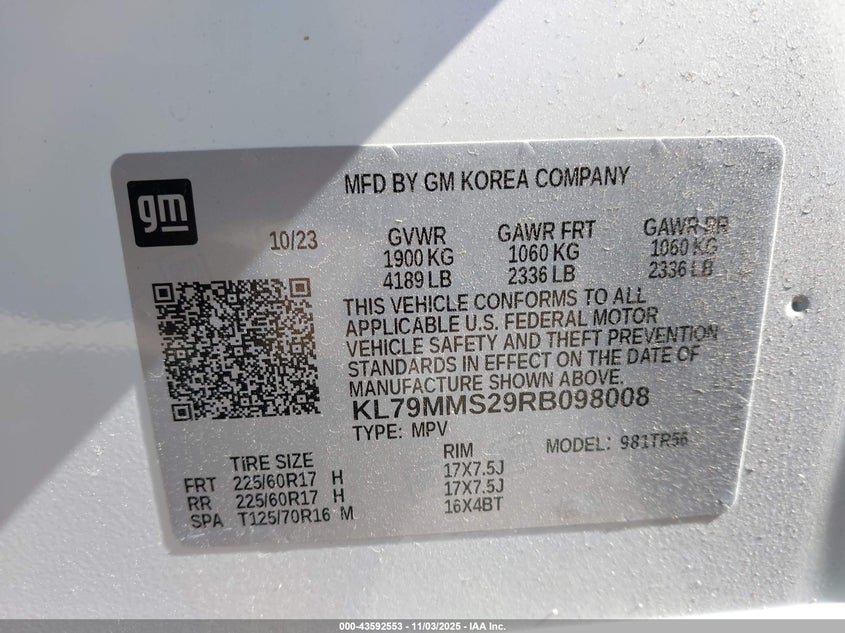 gm
MFD BY GM KOREA COMPANY
10/23
GVWR GAWR FRT GAWR RR
1900 KG 1060 KG 1060 KG
4189 LB 2336 LB 2336 LB
THIS VEHICLE CONFORMS TO ALL
APPLICABLE U.S. FEDERAL MOTOR
VEHICLE SAFETY AND THEFT PREVENTION
STANDARDS IN EFFECT ON THE DATE OF
MANUFACTURE SHOWN ABOVE.
KL79MMS29RB098008
TYPE: MPV MODEL: 981TR56
TIRE SIZE RIM
FRT 225/60R17 H 17X7.5J
RR 225/60R17 H 17X7.5J
SPA T125/70R16 M 16X4BT
000-43592553 - 11/03/2025 - IAA Inc.